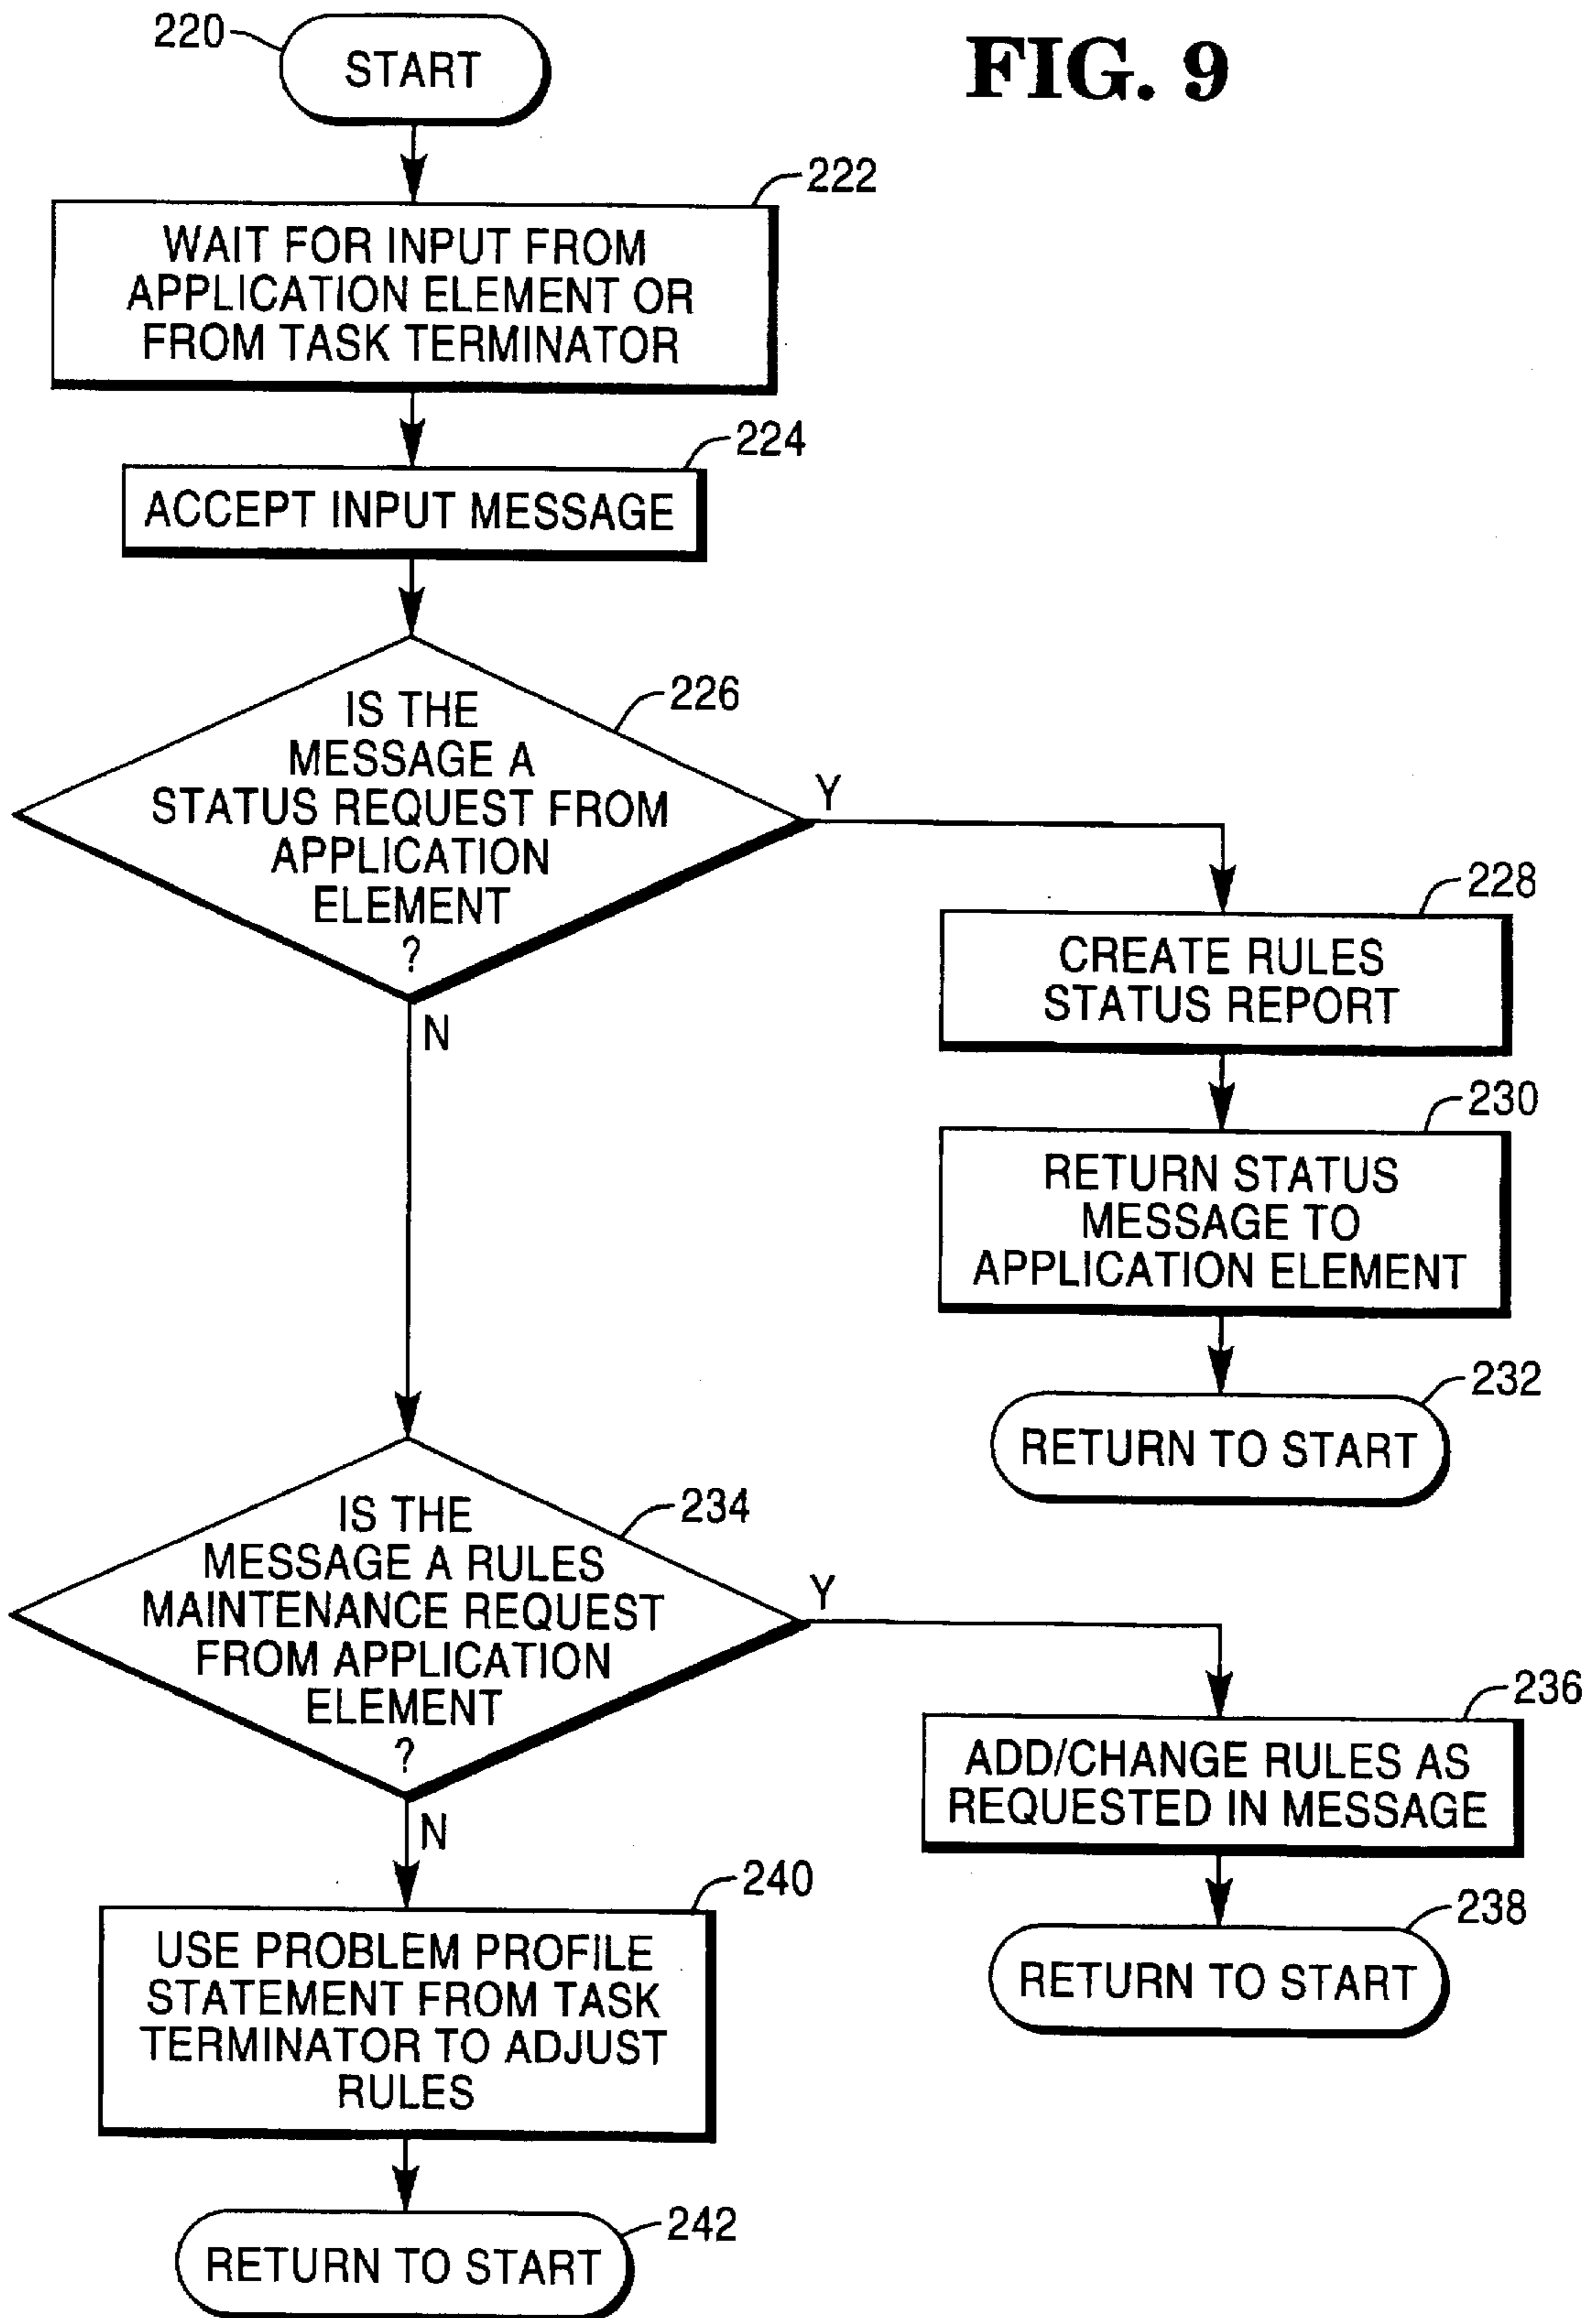 220
START
FIG. 9
222
WAIT FOR INPUT FROM
APPLICATION ELEMENT OR
FROM TASK TERMINATOR
224
ACCEPT INPUT MESSAGE
226
IS THE
MESSAGE A
STATUS REQUEST FROM
APPLICATION
ELEMENT
?
Y
N
228
CREATE RULES
STATUS REPORT
230
RETURN STATUS
MESSAGE TO
APPLICATION ELEMENT
232
RETURN TO START
234
IS THE
MESSAGE A RULES
MAINTENANCE REQUEST
FROM APPLICATION
ELEMENT
?
Y
N
236
ADD/CHANGE RULES AS
REQUESTED IN MESSAGE
238
RETURN TO START
240
USE PROBLEM PROFILE
STATEMENT FROM TASK
TERMINATOR TO ADJUST
RULES
242
RETURN TO START